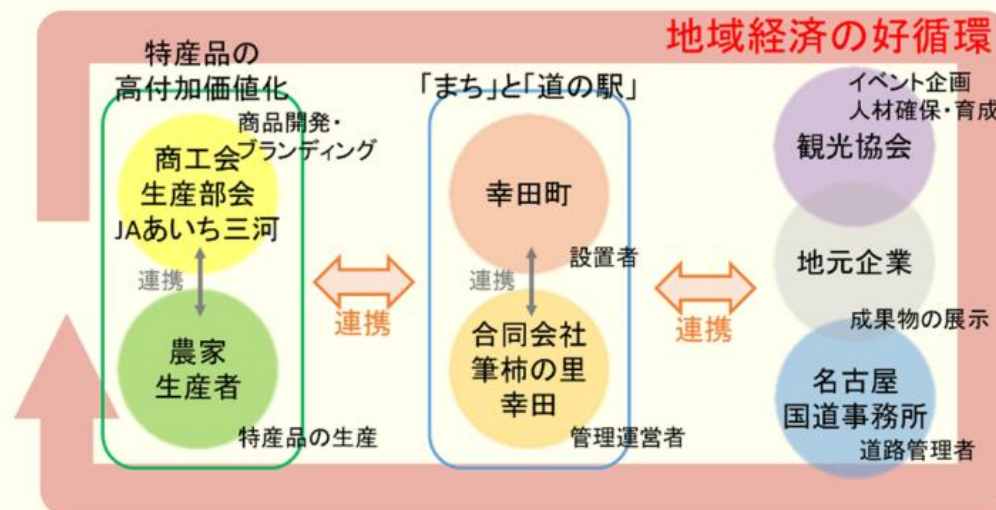 地域経済の好循環
特産品の
高付加価値化
商品開発・
ブランディング
商工会
生産部会
JAあいち三河
連携
農家
生産者
特産品の生産
連携
「まち」と「道の駅」
幸田町
設置者
連携
合同会社
筆柿の里
幸田
管理運営者
連携
イベント企画
人材確保・育成
観光協会
地元企業
成果物の展示
名古屋
国道事務所
道路管理者